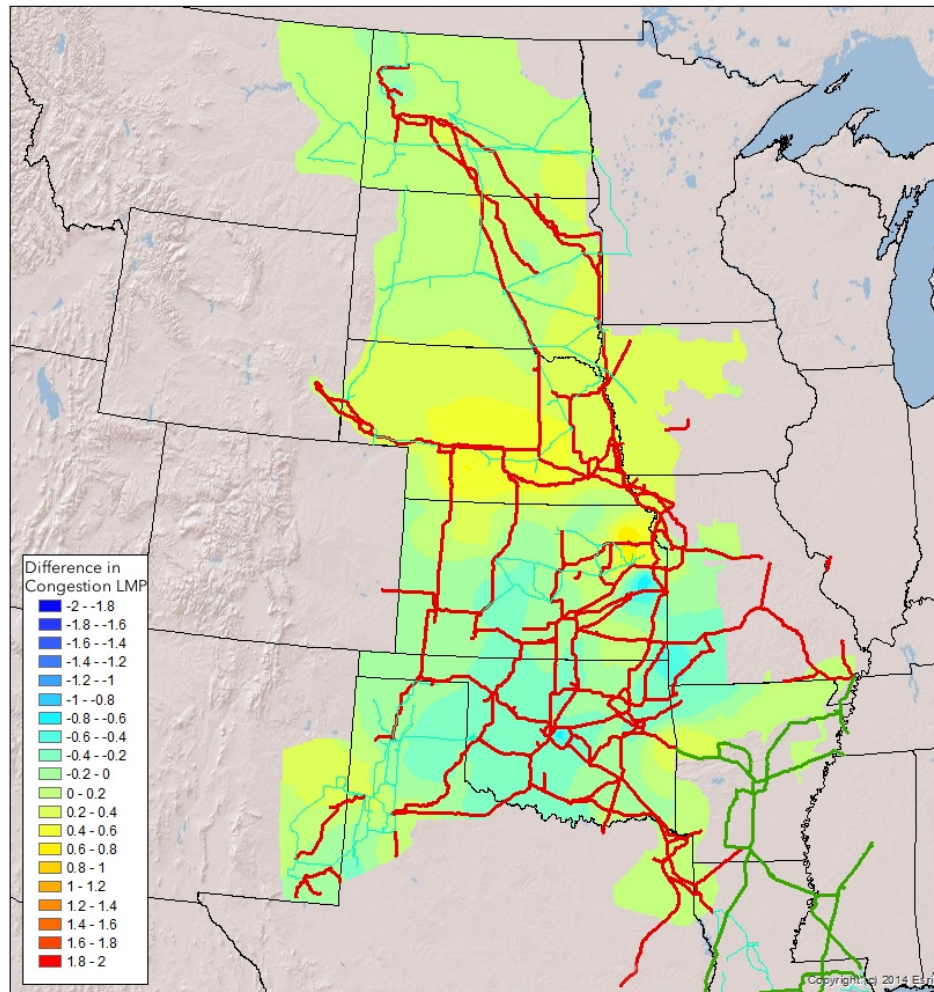 Difference in
Congestion LMP
-2 - -1.8
-1.8 - -1.6
-1.6 - -1.4
-1.4 - -1.2
-1.2 - -1
-1 - -0.8
-0.8 - -0.6
-0.6 - -0.4
-0.4 - -0.2
-0.2 - 0
0 - 0.2
0.2 - 0.4
0.4 - 0.6
0.6 - 0.8
0.8 - 1
1 - 1.2
1.2 - 1.4
1.4 - 1.6
1.6 - 1.8
1.8 - 2
Copyright:(c) 2014 Esri